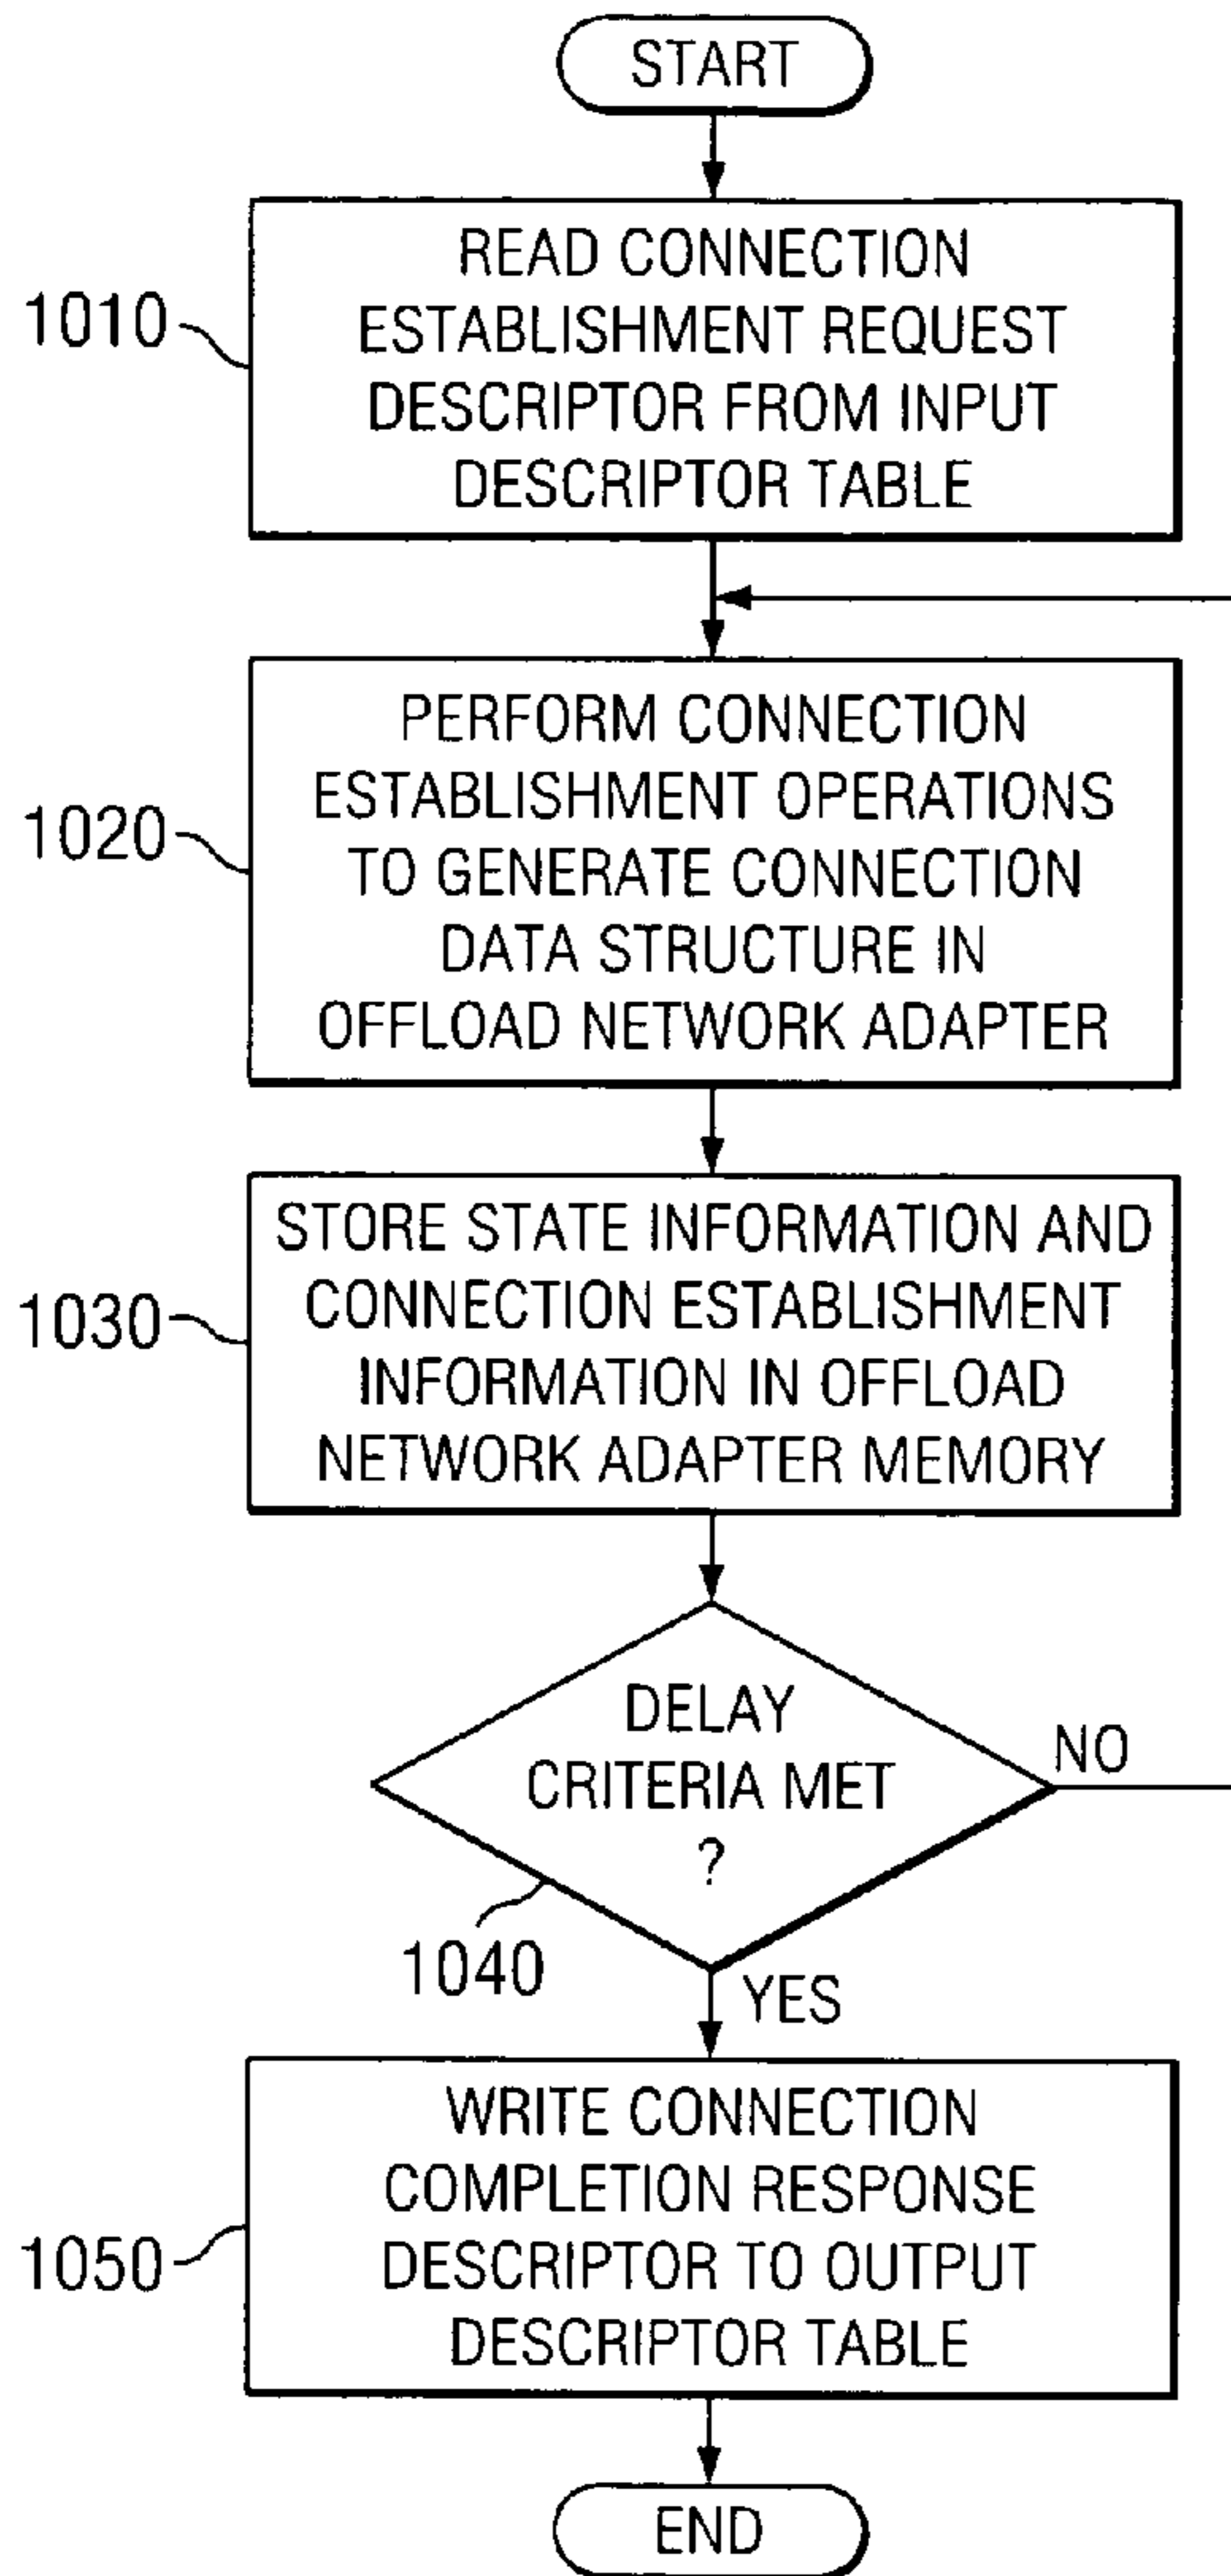 START
1010
READ CONNECTION
ESTABLISHMENT REQUEST
DESCRIPTOR FROM INPUT
DESCRIPTOR TABLE
1020
PERFORM CONNECTION
ESTABLISHMENT OPERATIONS
TO GENERATE CONNECTION
DATA STRUCTURE IN
OFFLOAD NETWORK ADAPTER
1030
STORE STATE INFORMATION AND
CONNECTION ESTABLISHMENT
INFORMATION IN OFFLOAD
NETWORK ADAPTER MEMORY
DELAY
CRITERIA MET
?
NO
1040
YES
1050
WRITE CONNECTION
COMPLETION RESPONSE
DESCRIPTOR TO OUTPUT
DESCRIPTOR TABLE
END